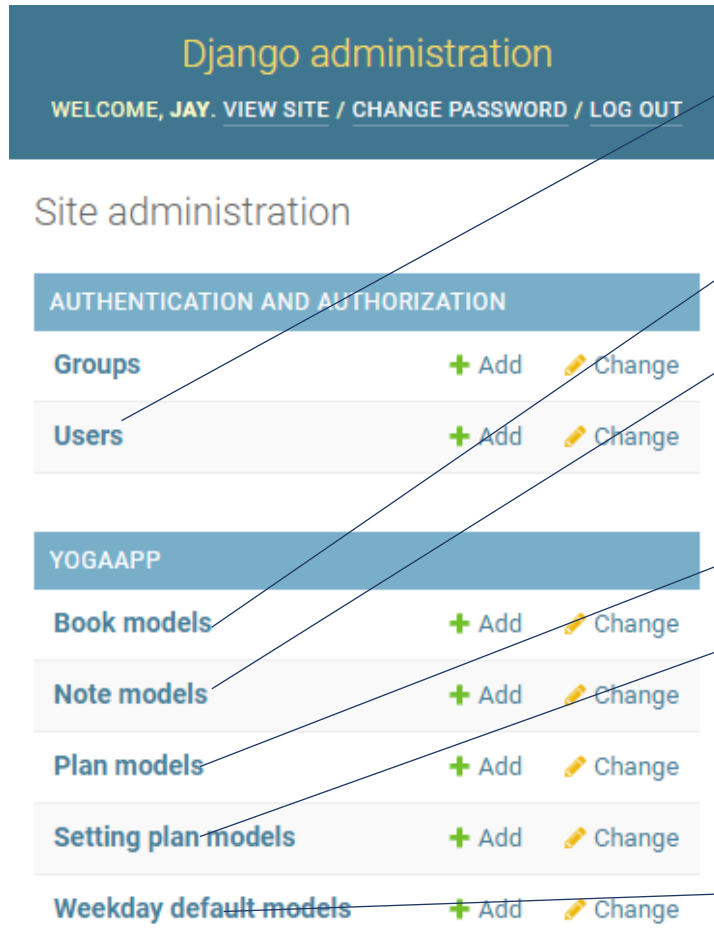 Django administration
WELCOME, JAY. VIEW SITE / CHANGE PASSWORD / LOG OUT
Site administration
AUTHENTICATION AND AUTHORIZATION
Groups Add Change
Users Add Change
YOGAAPP
Book models Add Change
Note models Add Change
Plan models Add Change
Setting plan models Add Change
Weekday default models Add Change